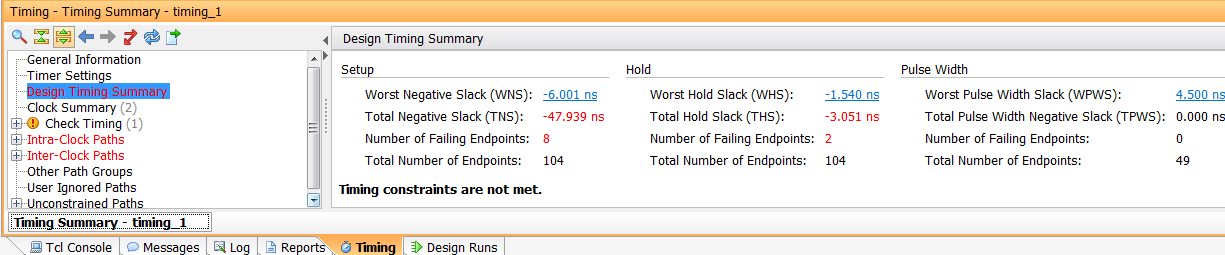 Timing - Timing Summary - timing_1
General Information
Timer Settings
Design Timing Summary
Clock Summary (2)
Check Timing (1)
Intra-Clock Paths
Inter-Clock Paths
Other Path Groups
User Ignored Paths
Unconstrained Paths
Design Timing Summary
Setup Hold Pulse Width
Worst Negative Slack (WNS): -6.001 ns Worst Hold Slack (WHS): -1.540 ns Worst Pulse Width Slack (WPWS): 4.500 ns
Total Negative Slack (TNS): -47.939 ns Total Hold Slack (THS): -3.051 ns Total Pulse Width Negative Slack (TPWS): 0.000 ns
Number of Failing Endpoints: 8 Number of Failing Endpoints: 2 Number of Failing Endpoints: 0
Total Number of Endpoints: 104 Total Number of Endpoints: 104 Total Number of Endpoints: 49
Timing constraints are not met.
Timing Summary - timing_1
Tcl Console Messages Log Reports Timing Design Runs